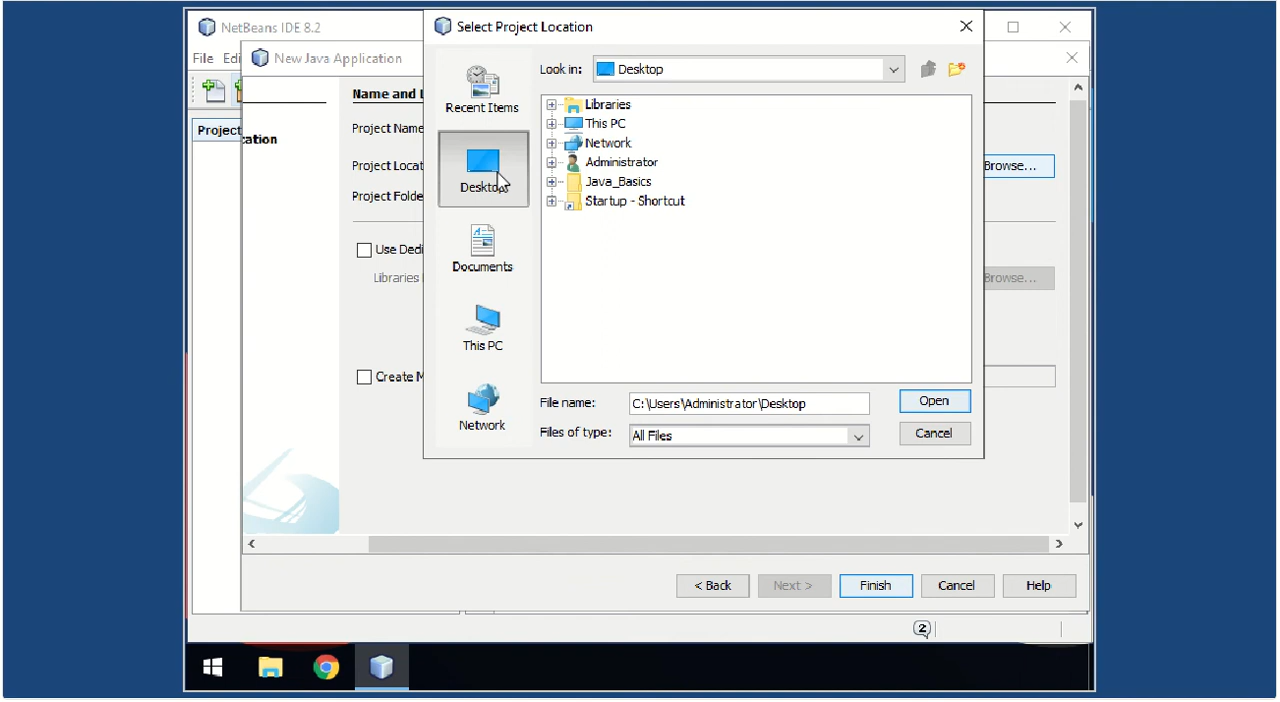 NetBeans IDE 8.2
Select Project Location
File Edi
New Java Application
Look in: Desktop
Recent Items
Desktop
Documents
This PC
Network
Libraries
This PC
Network
Administrator
Java_Basics
Startup - Shortcut
File name: C:\Users\Administrator\Desktop
Open
Files of type: All Files
Cancel
Project
cation
Name and L
Project Name
Project Locat
Browse...
Project Folde
Use Dedi
Libraries
Browse...
Create M
< Back Next > Finish Cancel Help
2